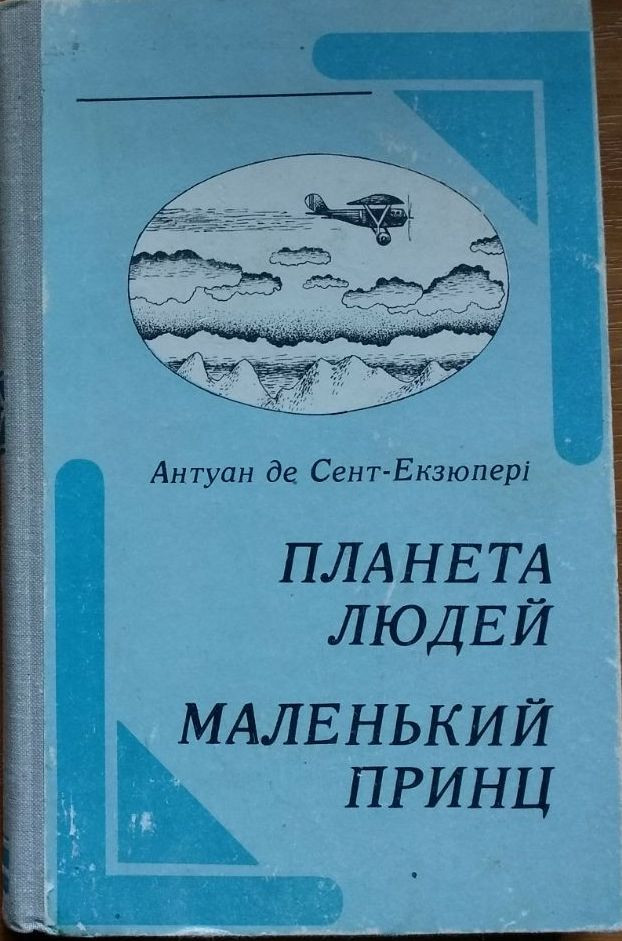 Антуан де Сент-Екзюпері
ПЛАНЕТА
ЛЮДЕЙ
МАЛЕНЬКИЙ
ПРИНЦ